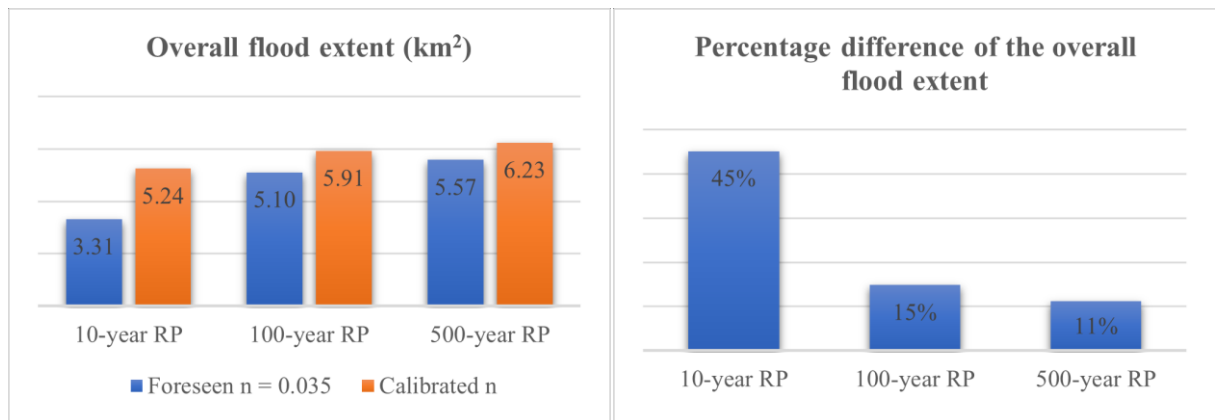 Overall flood extent (km²)
3.31
5.24
5.10
5.91
5.57
6.23
10-year RP
100-year RP
500-year RP
Foreseen n = 0.035
Calibrated n
Percentage difference of the overall
flood extent
45%
15%
11%
10-year RP
100-year RP
500-year RP